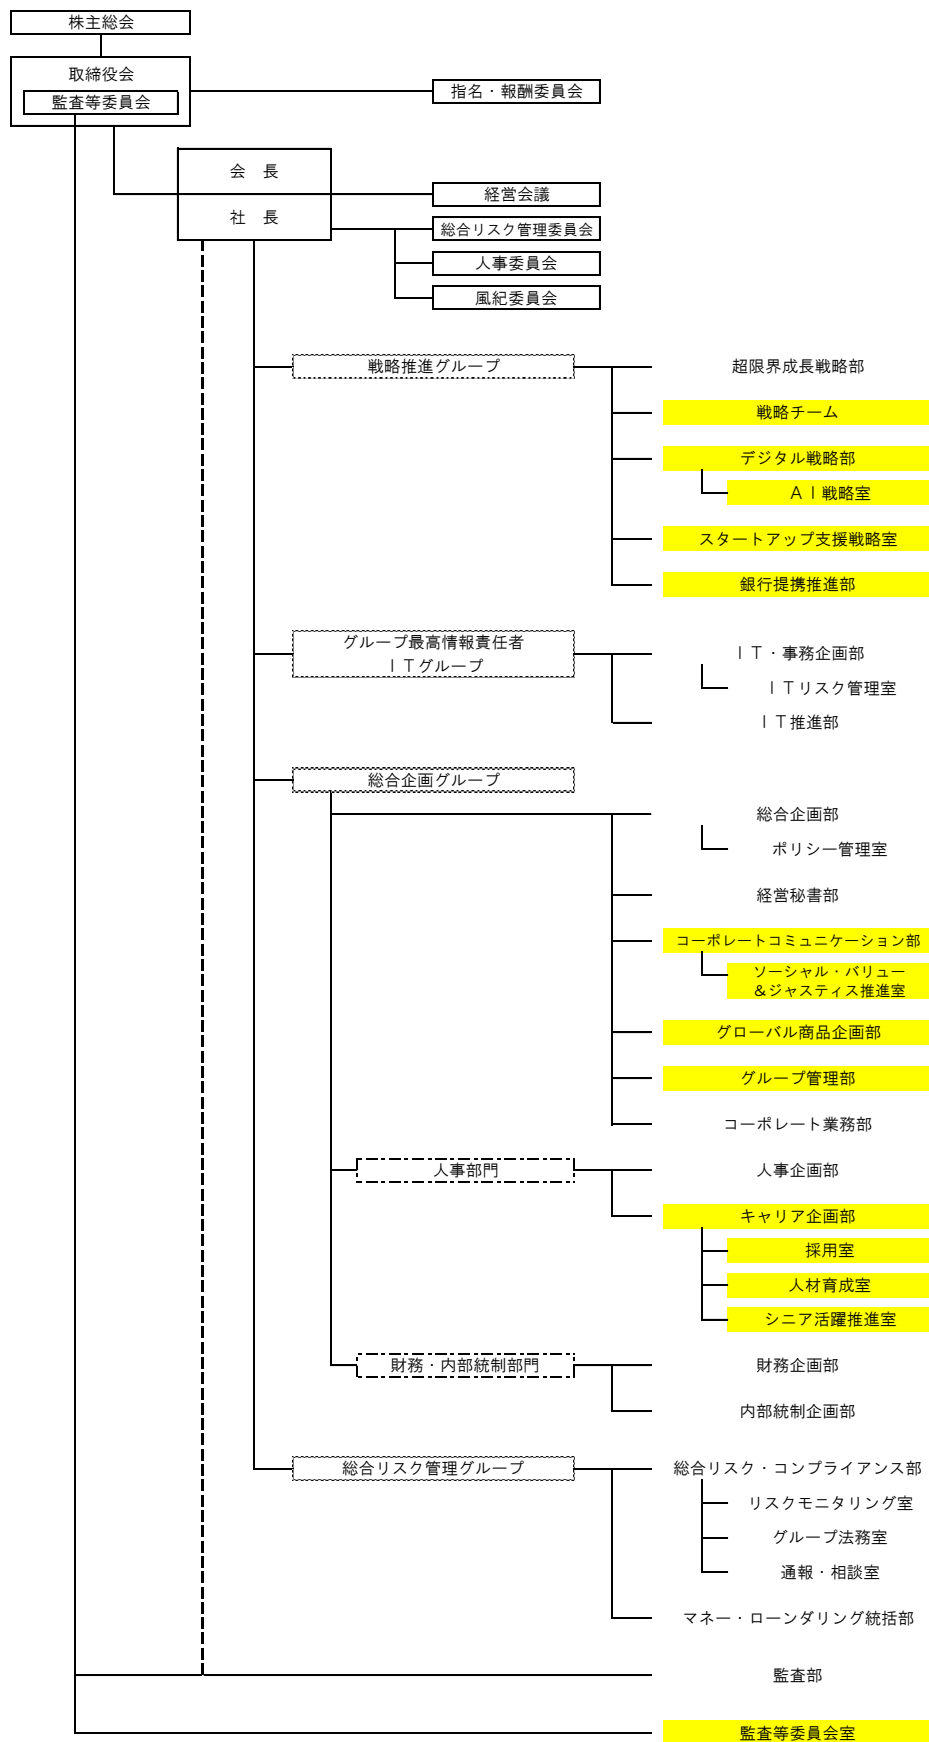 株主総会
取締役会
監査等委員会
指名・報酬委員会
会　長
社　長
経営会議
総合リスク管理委員会
人事委員会
風紀委員会
戦略推進グループ
超限界成長戦略部
戦略チーム
デジタル戦略部
ＡＩ戦略室
スタートアップ支援戦略室
銀行提携推進部
グループ最高情報責任者
ＩＴグループ
ＩＴ・事務企画部
ＩＴリスク管理室
ＩＴ推進部
総合企画グループ
総合企画部
ポリシー管理室
経営秘書部
コーポレートコミュニケーション部
ソーシャル・バリュー
＆ジャスティス推進室
グローバル商品企画部
グループ管理部
コーポレート業務部
人事部門
人事企画部
キャリア企画部
採用室
人材育成室
シニア活躍推進室
財務・内部統制部門
財務企画部
内部統制企画部
総合リスク管理グループ
総合リスク・コンプライアンス部
リスクモニタリング室
グループ法務室
通報・相談室
マネー・ローンダリング統括部
監査部
監査等委員会室